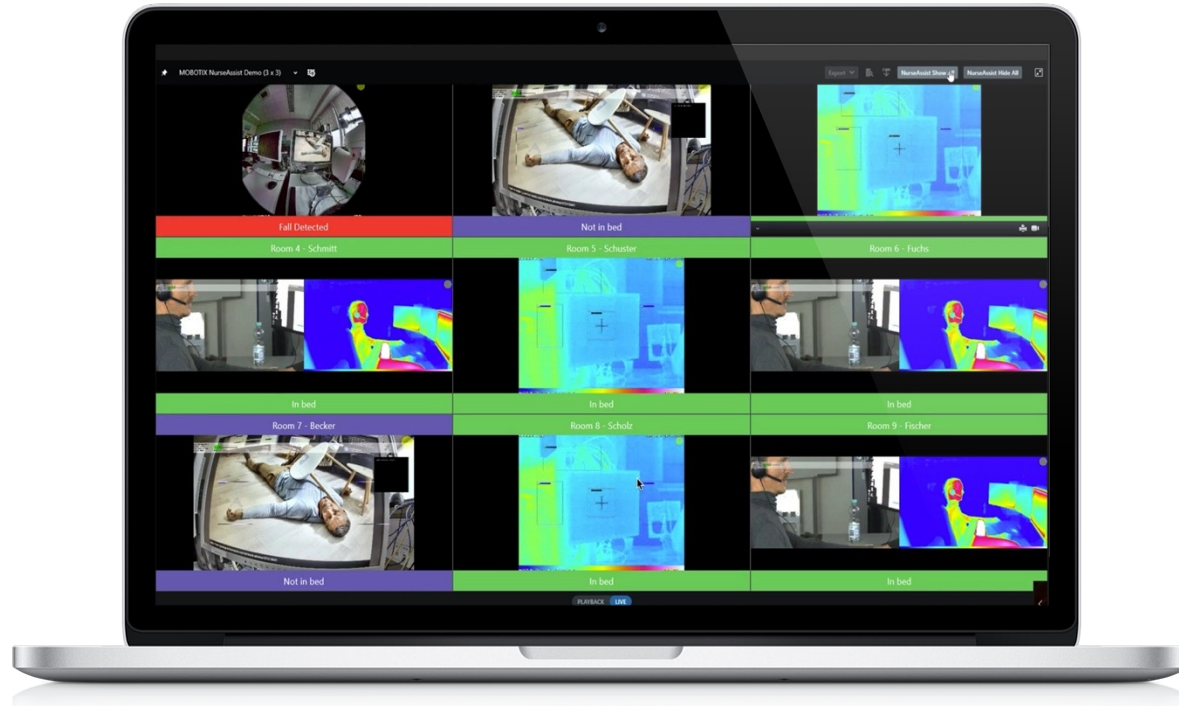 MOBOTIX NurseAssist Demo (3 x 3)
Export
NurseAssist Show
NurseAssist Hide All
Fall Detected
Not in bed
Room 4 - Schmitt
Room 5 - Schuster
Room 6 - Fuchs
In bed
In bed
In bed
Room 7 - Becker
Room 8 - Scholz
Room 9 - Fischer
Not in bed
In bed
In bed
PLAYBACK
LIVE